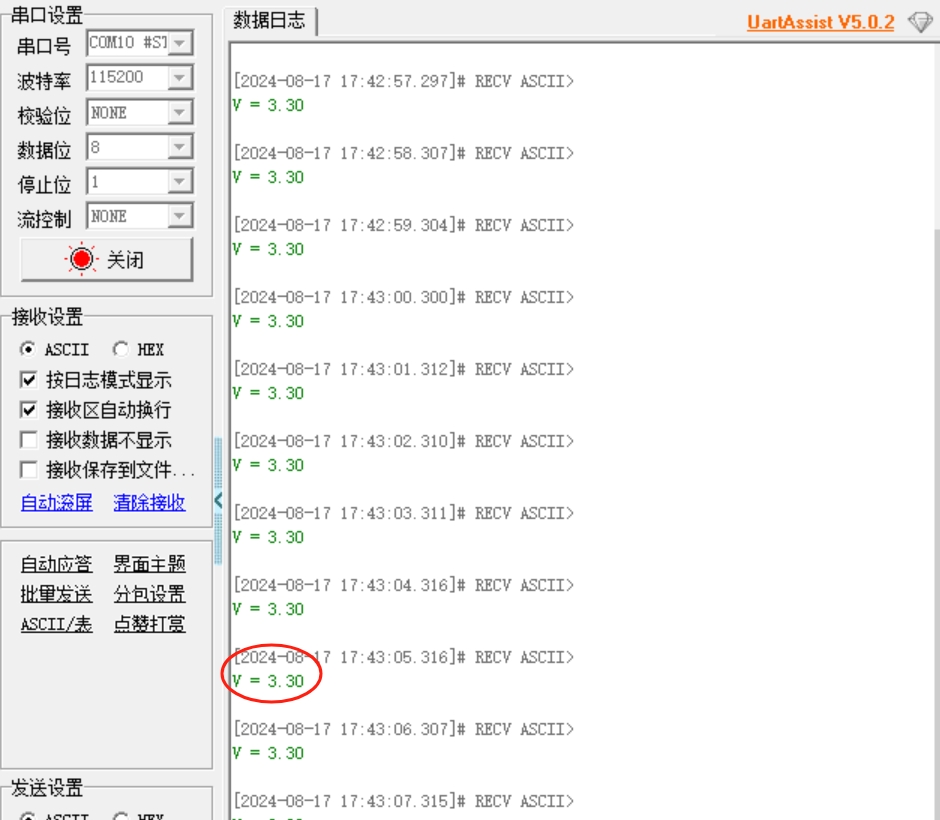 串口设置
串口号 COM10 #ST
波特率 115200
校验位 NONE
数据位 8
停止位 1
流控制 NONE
关闭
接收设置
ASCII HEX
按日志模式显示
接收区自动换行
接收数据不显示
接收保存到文件...
自动滚屏 清除接收
自动应答 界面主题
批量发送 分包设置
ASCII/表 点赞打赏
发送设置
ASCII HEX
数据日志
UartAssist V5.0.2
[2024-08-17 17:42:57.297]# RECV ASCII>
V = 3.30
[2024-08-17 17:42:58.307]# RECV ASCII>
V = 3.30
[2024-08-17 17:42:59.304]# RECV ASCII>
V = 3.30
[2024-08-17 17:43:00.300]# RECV ASCII>
V = 3.30
[2024-08-17 17:43:01.312]# RECV ASCII>
V = 3.30
[2024-08-17 17:43:02.310]# RECV ASCII>
V = 3.30
[2024-08-17 17:43:03.311]# RECV ASCII>
V = 3.30
[2024-08-17 17:43:04.316]# RECV ASCII>
V = 3.30
[2024-08-17 17:43:05.316]# RECV ASCII>
V = 3.30
[2024-08-17 17:43:06.307]# RECV ASCII>
V = 3.30
[2024-08-17 17:43:07.315]# RECV ASCII>